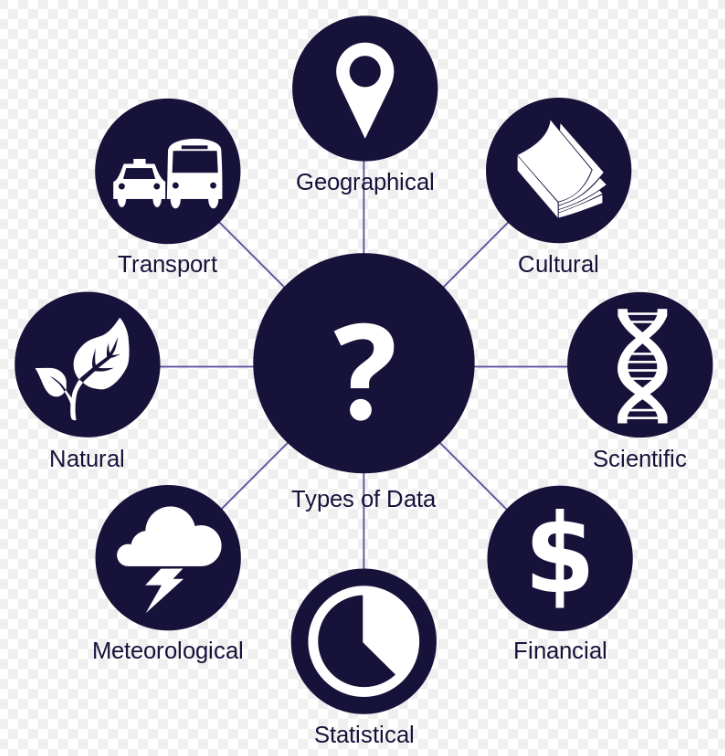 Geographical
Transport
Cultural
?
Natural
Scientific
Types of Data
$
Meteorological
Financial
Statistical